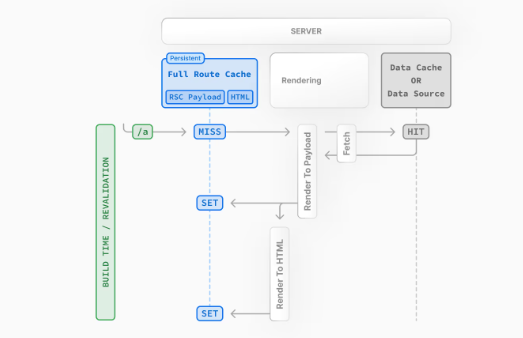 SERVER
Persistent
Full Route Cache
RSC Payload
HTML
Rendering
Data Cache
OR
Data Source
BUILD TIME / REVALIDATION
/a
MISS
Render To Payload
Fetch
HIT
SET
Render To HTML
SET